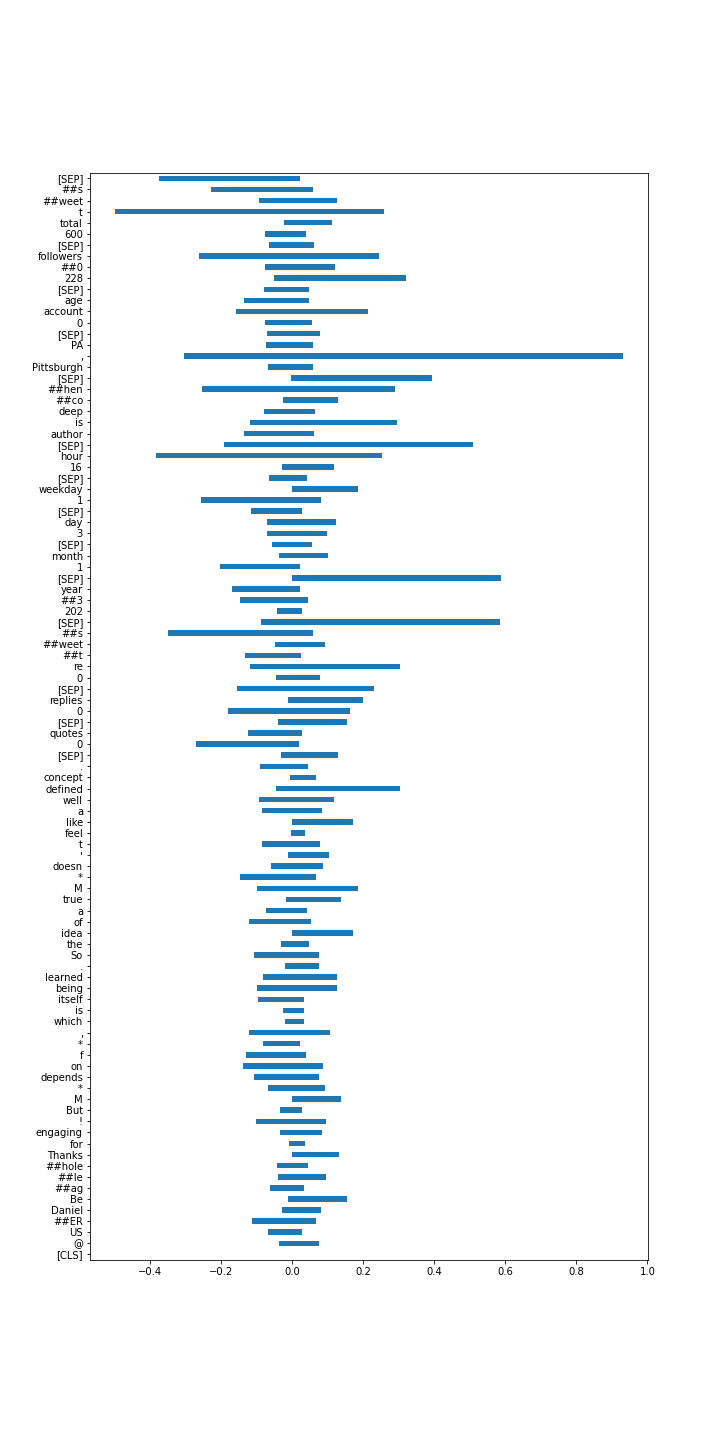 [SEP]
##s
##weet
t
total
600
[SEP]
followers
##0
228
[SEP]
age
account
0
[SEP]
PA
,
Pittsburgh
[SEP]
##hen
##co
deep
is
author
[SEP]
hour
16
[SEP]
weekday
1
[SEP]
day
3
[SEP]
month
1
[SEP]
year
##3
202
[SEP]
##s
##weet
##t
re
0
[SEP]
replies
0
[SEP]
quotes
0
[SEP]
.
concept
defined
well
a
like
feel
t
'
doesn
*
M
true
a
of
idea
the
So
.
learned
being
itself
is
which
,
*
f
on
depends
*
M
But
!
engaging
for
Thanks
##hole
##le
##ag
Be
Daniel
##ER
US
@
[CLS]
−0.4 −0.2 0.0 0.2 0.4 0.6 0.8 1.0